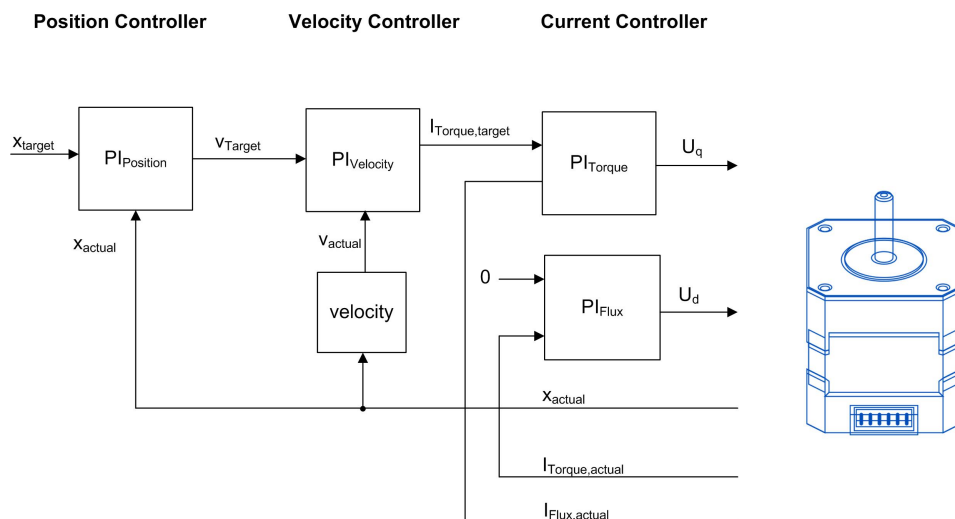 Position Controller
Velocity Controller
Current Controller
xtarget
PIPosition
vTarget
PIVelocity
ITorque,target
PITorque
Uq
xactual
vactual
velocity
0
PIFlux
Ud
xactual
ITorque,actual
IFlux,actual